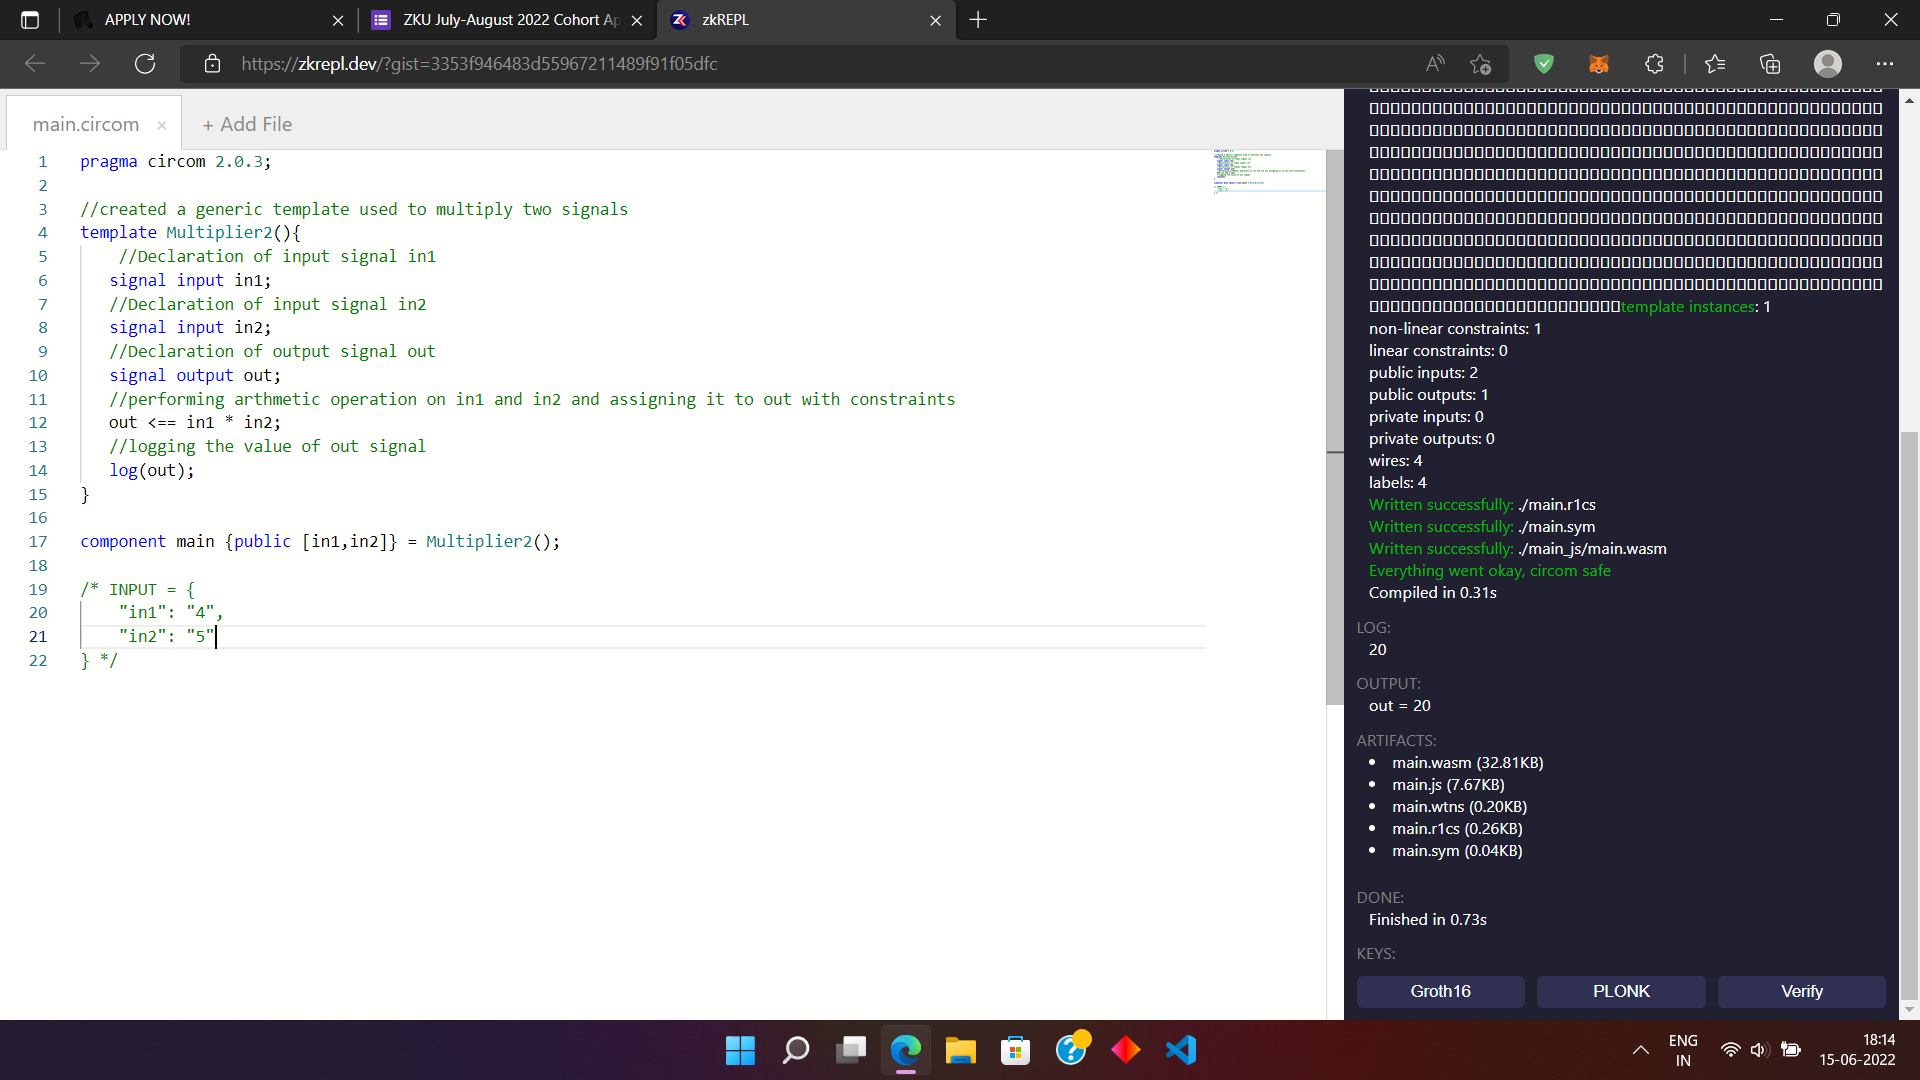 APPLY NOW!
ZKU July-August 2022 Cohort Ap
zkREPL
https://zkrepl.dev/?gist=3353f946483d55967211489f91f05dfc
main.circom
+ Add File
1 pragma circom 2.0.3;
2
3 //created a generic template used to multiply two signals
4 template Multiplier2(){
5 //Declaration of input signal in1
6 signal input in1;
7 //Declaration of input signal in2
8 signal input in2;
9 //Declaration of output signal out
10 signal output out;
11 //performing arthmetic operation on in1 and in2 and assigning it to out with constraints
12 out <== in1 * in2;
13 //logging the value of out signal
14 log(out);
15 }
16
17 component main {public [in1,in2]} = Multiplier2();
18
19 /* INPUT = {
20 "in1": "4",
21 "in2": "5"
22 } */
template instances: 1
non-linear constraints: 1
linear constraints: 0
public inputs: 2
public outputs: 1
private inputs: 0
private outputs: 0
wires: 4
labels: 4
Written successfully: ./main.r1cs
Written successfully: ./main.sym
Written successfully: ./main_js/main.wasm
Everything went okay, circom safe
Compiled in 0.31s
LOG:
20
OUTPUT:
out = 20
ARTIFACTS:
• main.wasm (32.81KB)
• main.js (7.67KB)
• main.wtns (0.20KB)
• main.r1cs (0.26KB)
• main.sym (0.04KB)
DONE:
Finished in 0.73s
KEYS:
Groth16
PLONK
Verify
ENG
IN
18:14
15-06-2022